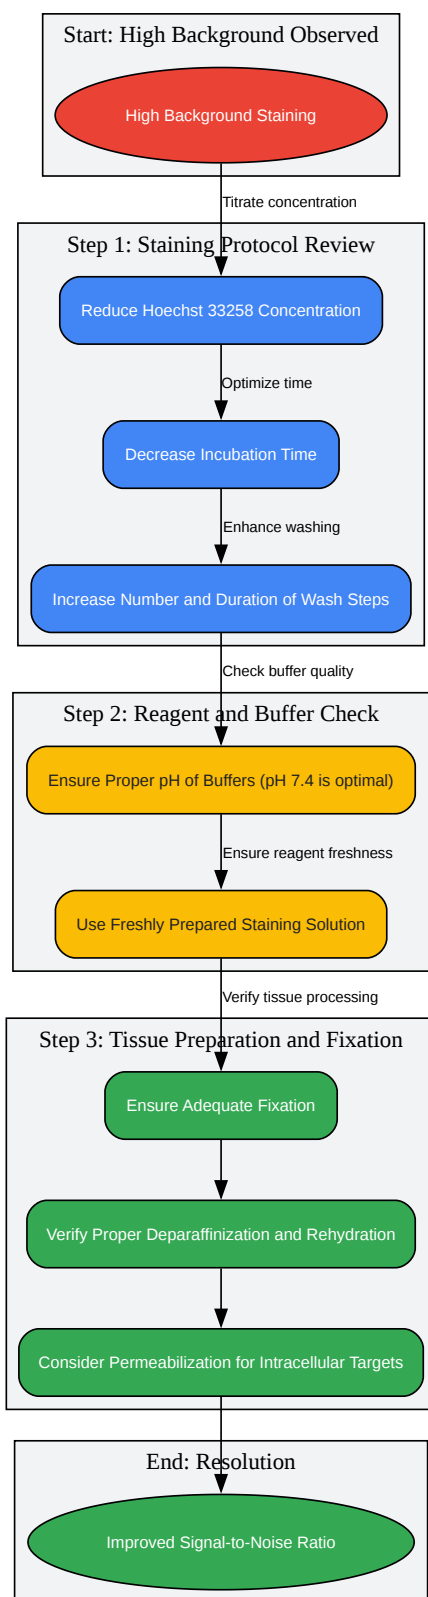 Start: High Background Observed
High Background Staining
Titrate concentration
Step 1: Staining Protocol Review
Reduce Hoechst 33258 Concentration
Optimize time
Decrease Incubation Time
Enhance washing
Increase Number and Duration of Wash Steps
Check buffer quality
Step 2: Reagent and Buffer Check
Ensure Proper pH of Buffers (pH 7.4 is optimal)
Ensure reagent freshness
Use Freshly Prepared Staining Solution
Verify tissue processing
Step 3: Tissue Preparation and Fixation
Ensure Adequate Fixation
Verify Proper Deparaffinization and Rehydration
Consider Permeabilization for Intracellular Targets
End: Resolution
Improved Signal-to-Noise Ratio